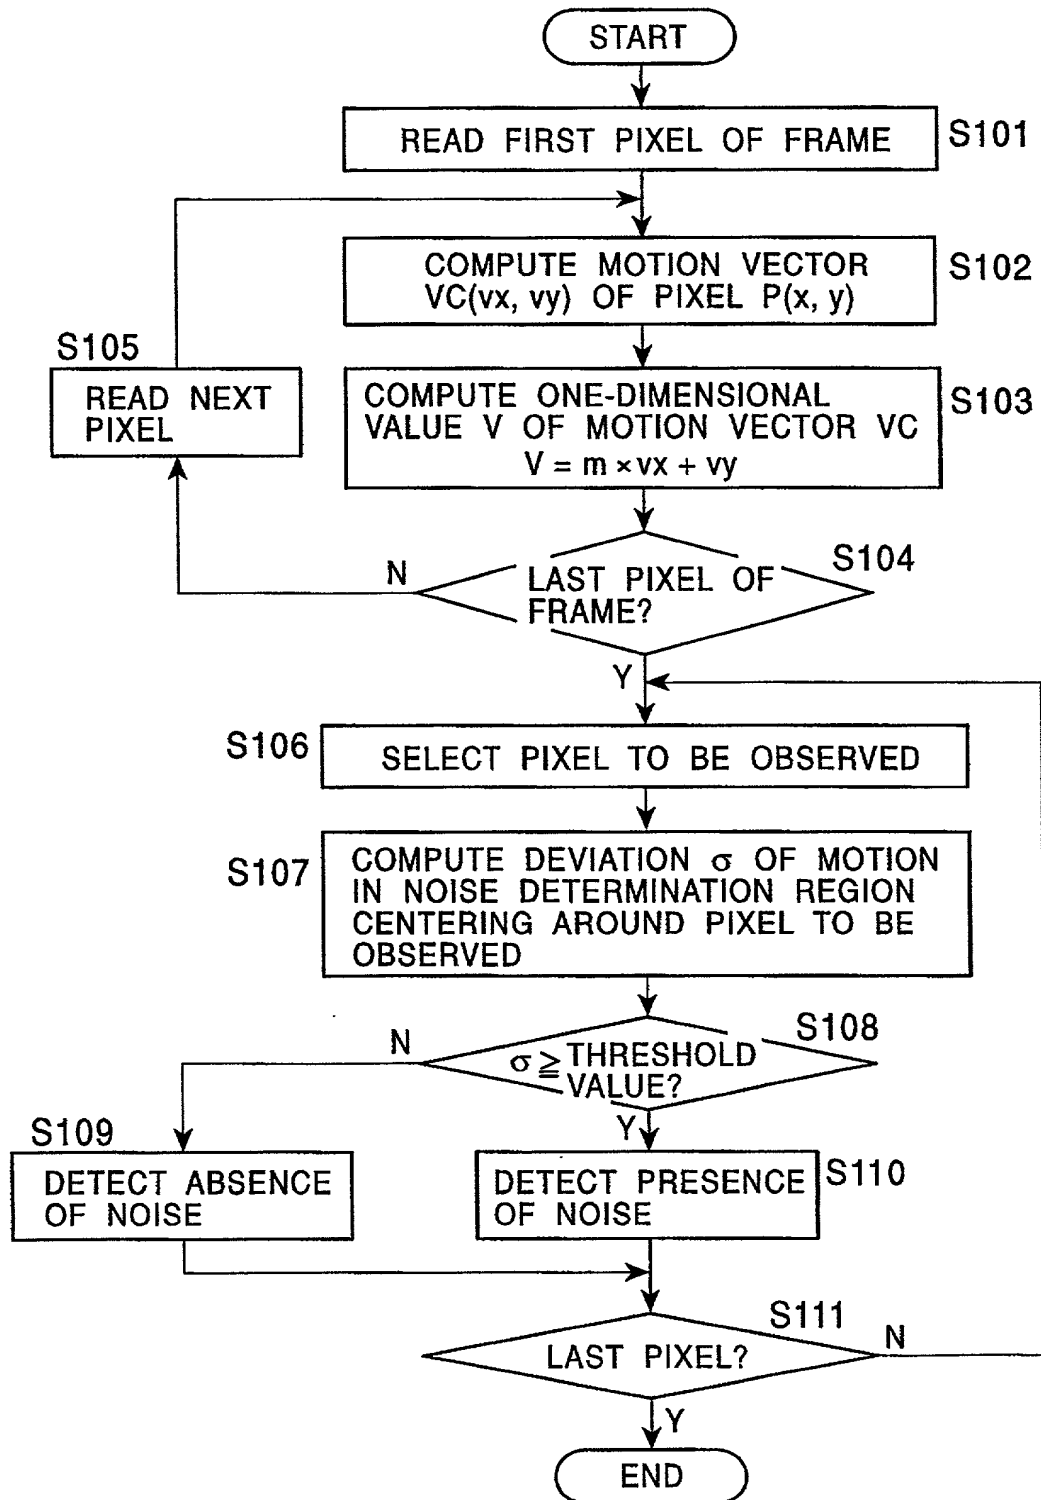 START
READ FIRST PIXEL OF FRAME
S101
COMPUTE MOTION VECTOR
VC(vx, vy) OF PIXEL P(x, y)
S102
S105
READ NEXT
PIXEL
COMPUTE ONE-DIMENSIONAL
VALUE V OF MOTION VECTOR VC
V = m × vx + vy
S103
S104
N
LAST PIXEL OF
FRAME?
Y
S106
SELECT PIXEL TO BE OBSERVED
S107
COMPUTE DEVIATION σ OF MOTION
IN NOISE DETERMINATION REGION
CENTERING AROUND PIXEL TO BE
OBSERVED
S108
N
σ ≧ THRESHOLD
VALUE?
Y
S109
DETECT ABSENCE
OF NOISE
DETECT PRESENCE
OF NOISE
S110
S111
LAST PIXEL?
N
Y
END